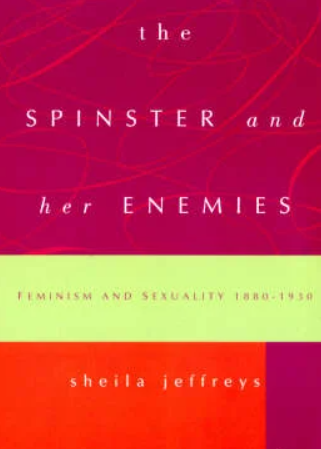 the
SPINSTER and
her ENEMIES
FEMINISM AND SEXUALITY 1880-1930
sheila jeffreys